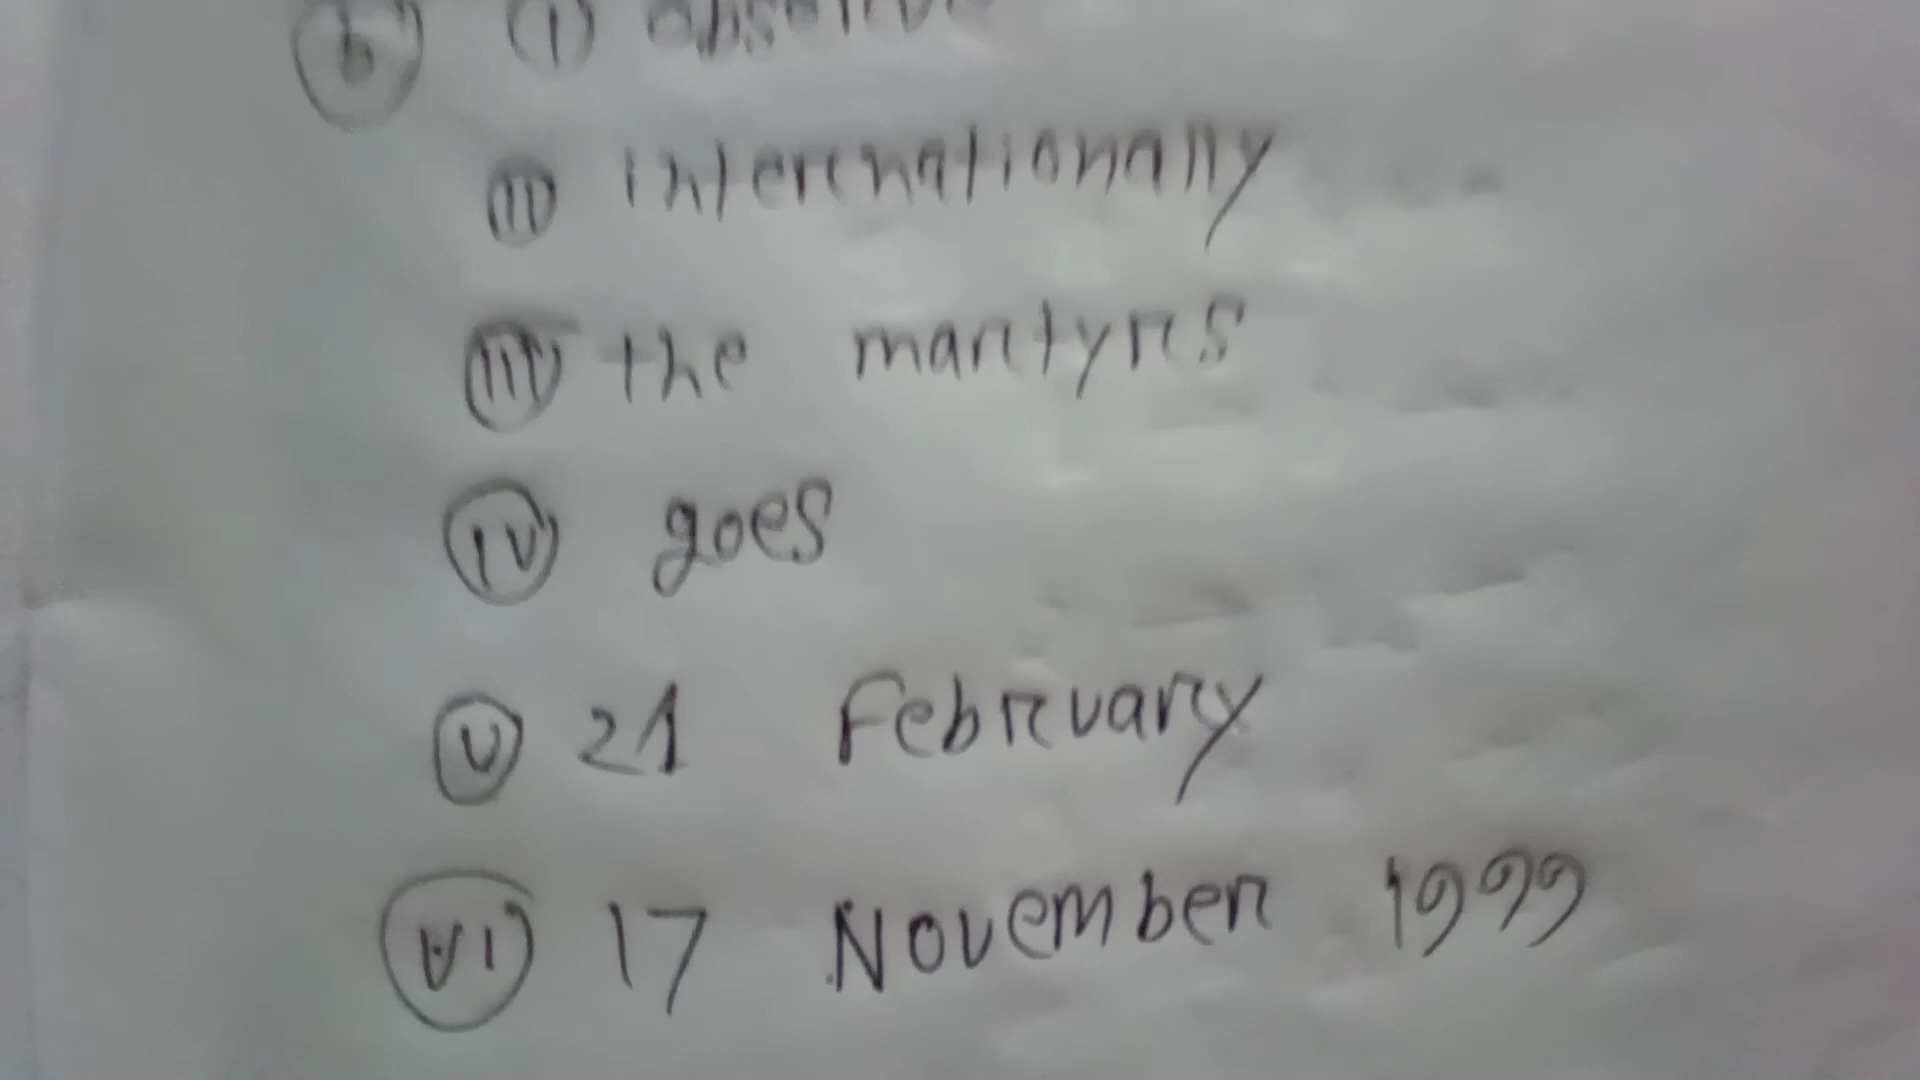 (b) (i)
(ii) internationally
(iii) the martyrs
(iv) goes
(v) 21 February
(vi) 17 November 1999